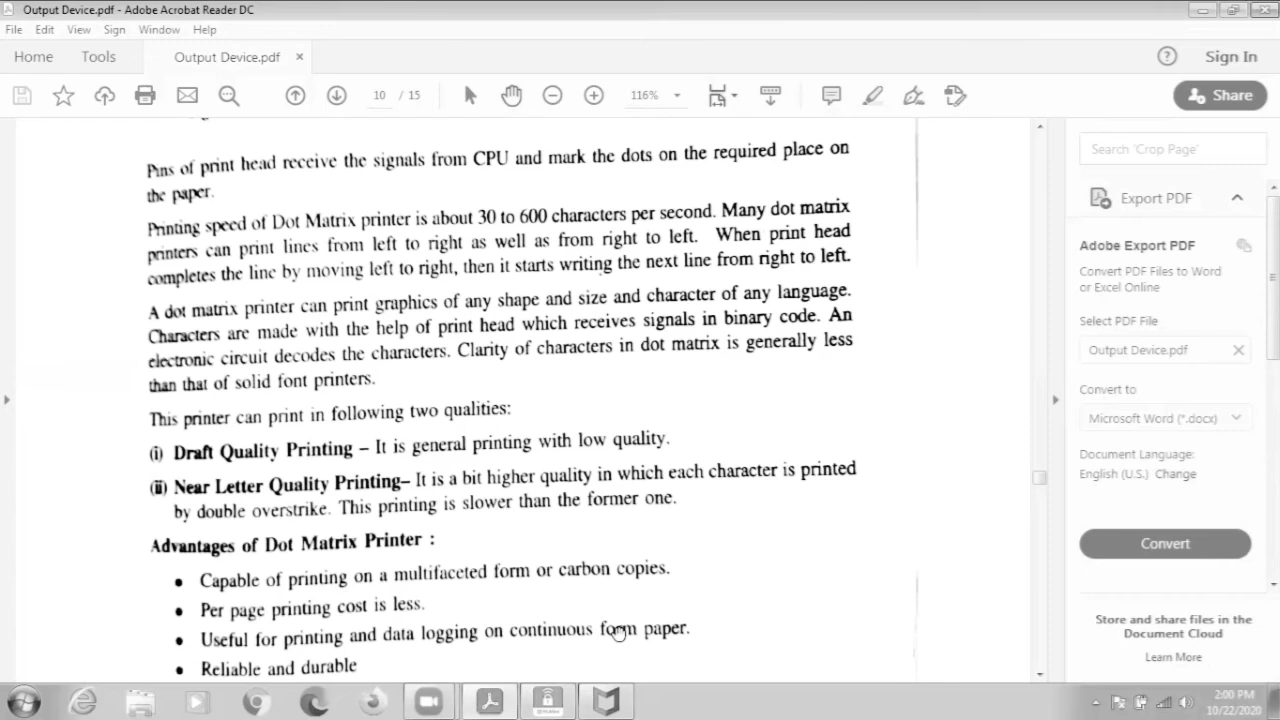 Output Device.pdf - Adobe Acrobat Reader DC
File Edit View Sign Window Help
Home Tools Output Device.pdf × Sign In
10 / 15 116% Share
Pins of print head receive the signals from CPU and mark the dots on the required place on
the paper.
Printing speed of Dot Matrix printer is about 30 to 600 characters per second. Many dot matrix
printers can print lines from left to right as well as from right to left. When print head
completes the line by moving left to right, then it starts writing the next line from right to left.
A dot matrix printer can print graphics of any shape and size and character of any language.
Characters are made with the help of print head which receives signals in binary code. An
electronic circuit decodes the characters. Clarity of characters in dot matrix is generally less
than that of solid font printers.
This printer can print in following two qualities:
(i) Draft Quality Printing – It is general printing with low quality.
(ii) Near Letter Quality Printing– It is a bit higher quality in which each character is printed
by double overstrike. This printing is slower than the former one.
Advantages of Dot Matrix Printer :
• Capable of printing on a multifaceted form or carbon copies.
• Per page printing cost is less.
• Useful for printing and data logging on continuous form paper.
• Reliable and durable
Search 'Crop Page'
Export PDF
Adobe Export PDF
Convert PDF Files to Word
or Excel Online
Select PDF File
Output Device.pdf
Convert to
Microsoft Word (*.docx)
Document Language:
English (U.S.) Change
Convert
Store and share files in the
Document Cloud
Learn More
2:00 PM
10/22/2020